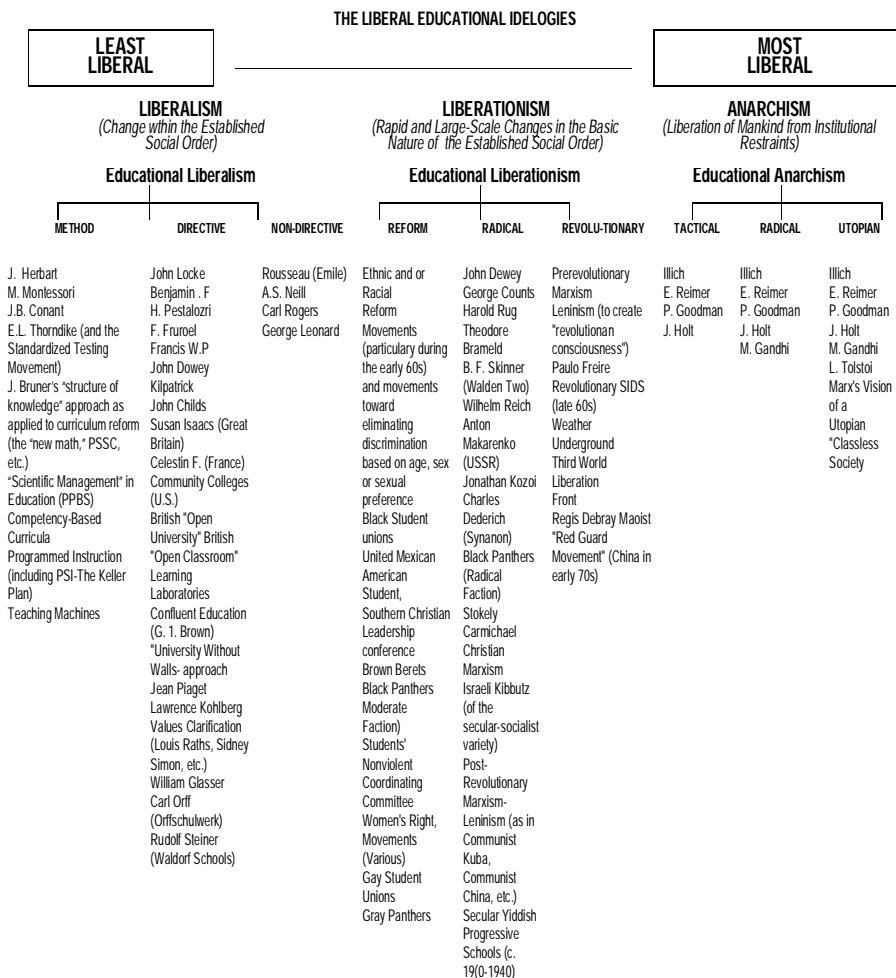 THE LIBERAL EDUCATIONAL IDELOGIES
LEAST
LIBERAL
MOST
LIBERAL
LIBERALISM
(Change wthin the Established
Social Order)
LIBERATIONISM
(Rapid and Large-Scale Changes in the Basic
Nature of the Established Social Order)
ANARCHISM
(Liberation of Mankind from Institutional
Restraints)
Educational Liberalism
Educational Liberationism
Educational Anarchism
METHOD
DIRECTIVE
NON-DIRECTIVE
REFORM
RADICAL
REVOLU-TIONARY
TACTICAL
RADICAL
UTOPIAN
J. Herbart
M. Montessori
J.B. Conant
E.L. Thorndike (and the
Standardized Testing
Movement)
J. Bruner's “structure of
knowledge” approach as
applied to curriculum reform
(the “new math,” PSSC,
etc.)
“Scientific Management” in
Education (PPBS)
Competency-Based
Curricula
Programmed Instruction
(including PSI-The Keller
Plan)
Teaching Machines
John Locke
Benjamin . F
H. Pestalozri
F. Fruroel
Francis W.P
John Dowey
Kilpatrick
John Childs
Susan Isaacs (Great
Britain)
Celestin F. (France)
Community Colleges
(U.S.)
British "Open
University" British
"Open Classroom"
Learning
Laboratories
Confluent Education
(G. 1. Brown)
"University Without
Walls- approach
Jean Piaget
Lawrence Kohlberg
Values Clarification
(Louis Raths, Sidney
Simon, etc.)
William Glasser
Carl Orff
(Orffschulwerk)
Rudolf Steiner
(Waldorf Schools)
Rousseau (Emile)
A.S. Neill
Carl Rogers
George Leonard
Ethnic and or
Racial
Reform
Movements
(particulary during
the early 60s)
and movements
toward
eliminating
discrimination
based on age, sex
or sexual
preference
Black Student
unions
United Mexican
American
Student,
Southern Christian
Leadership
conference
Brown Berets
Black Panthers
Moderate
Faction)
Students'
Nonviolent
Coordinating
Committee
Women's Right,
Movements
(Various)
Gay Student
Unions
Gray Panthers
John Dewey
George Counts
Harold Rug
Theodore
Brameld
B. F. Skinner
(Walden Two)
Wilhelm Reich
Anton
Makarenko
(USSR)
Jonathan Kozoi
Charles
Dederich
(Synanon)
Black Panthers
(Radical
Faction)
Stokely
Carmichael
Christian
Marxism
Israeli Kibbutz
(of the
secular-socialist
variety)
Post-
Revolutionary
Marxism-
Leninism (as in
Communist
Kuba,
Communist
China, etc.)
Secular Yiddish
Progressive
Schools (c.
19(0-1940)
Prerevolutionary
Marxism
Leninism (to create
"revolutionan
consciousness")
Paulo Freire
Revolutionary SIDS
(late 60s)
Weather
Underground
Third World
Liberation
Front
Regis Debray Maoist
"Red Guard
Movement" (China in
early 70s)
Illich
E. Reimer
P. Goodman
J. Holt
Illich
E. Reimer
P. Goodman
J. Holt
M. Gandhi
Illich
E. Reimer
P. Goodman
J. Holt
M. Gandhi
L. Tolstoi
Marx's Vision
of a
Utopian
"Classless
Society